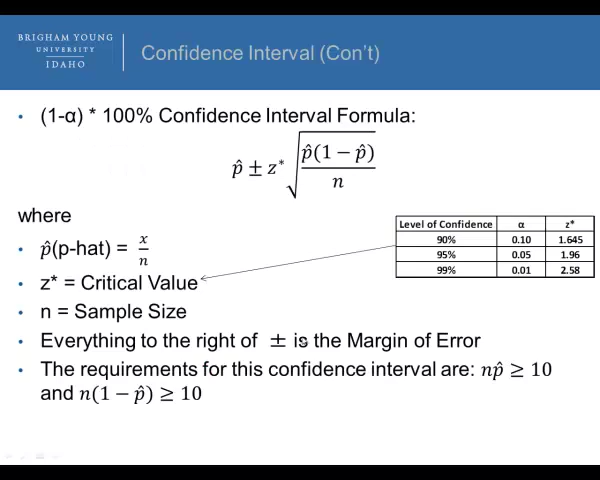 BRIGHAM YOUNG
UNIVERSITY
IDAHO
Confidence Interval (Con't)
• (1-α) * 100% Confidence Interval Formula:
p̂ ± z* √(p̂(1 − p̂)/n)
where
• p̂(p-hat) = x/n
• z* = Critical Value
• n = Sample Size
• Everything to the right of ± is the Margin of Error
• The requirements for this confidence interval are: np̂ ≥ 10
and n(1 − p̂) ≥ 10
Level of Confidence α z*
90% 0.10 1.645
95% 0.05 1.96
99% 0.01 2.58